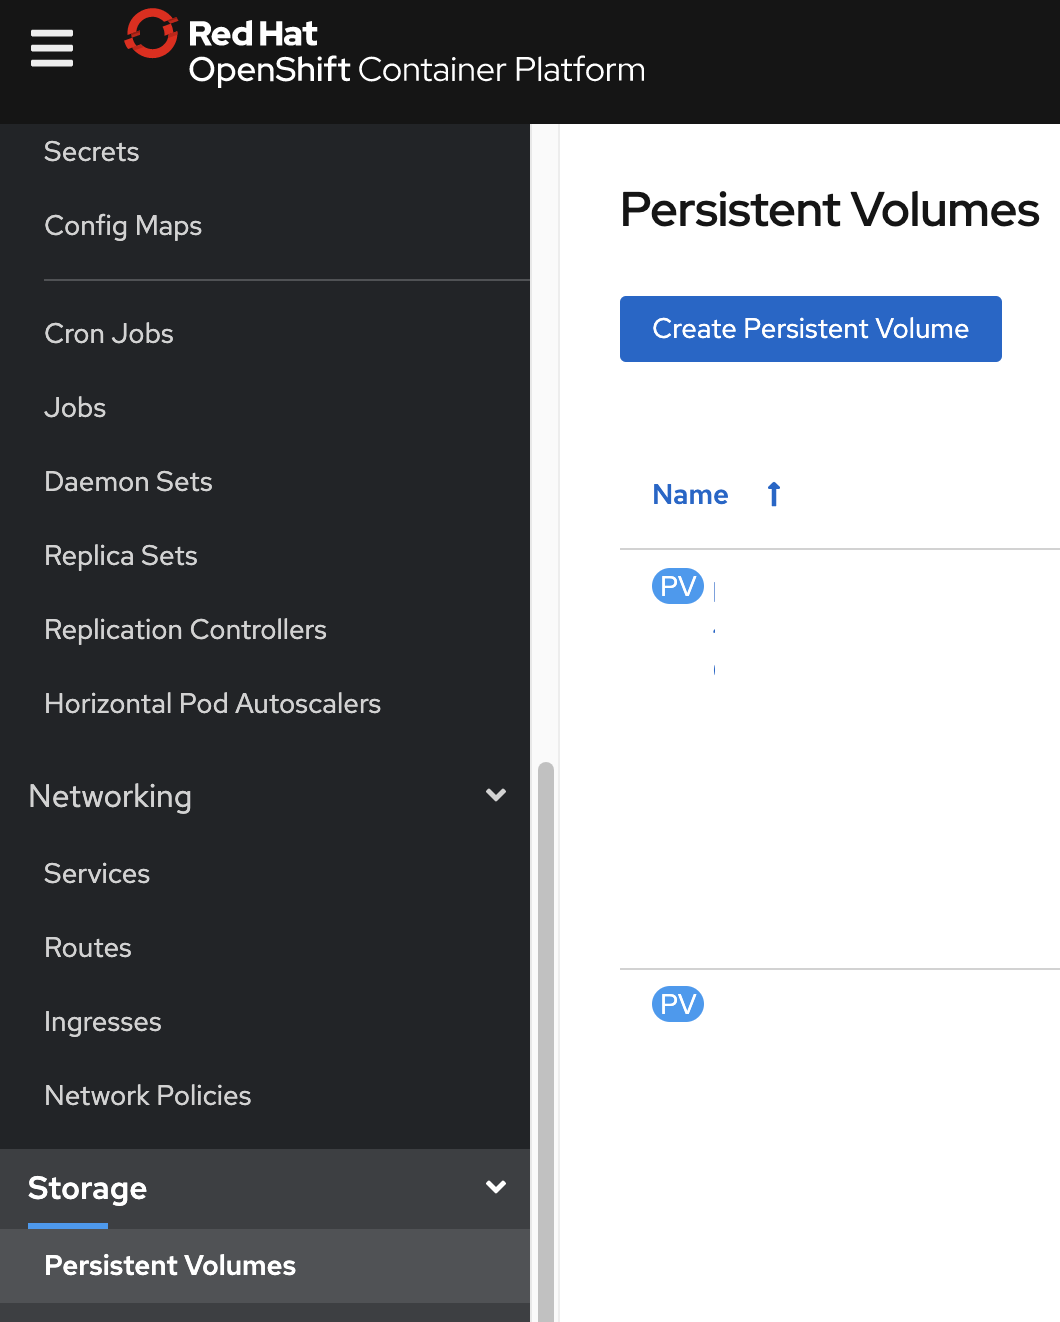 Red Hat
OpenShift Container Platform
Secrets
Config Maps
Cron Jobs
Jobs
Daemon Sets
Replica Sets
Replication Controllers
Horizontal Pod Autoscalers
Networking
Services
Routes
Ingresses
Network Policies
Storage
Persistent Volumes
Persistent Volumes
Create Persistent Volume
Name
PV
PV